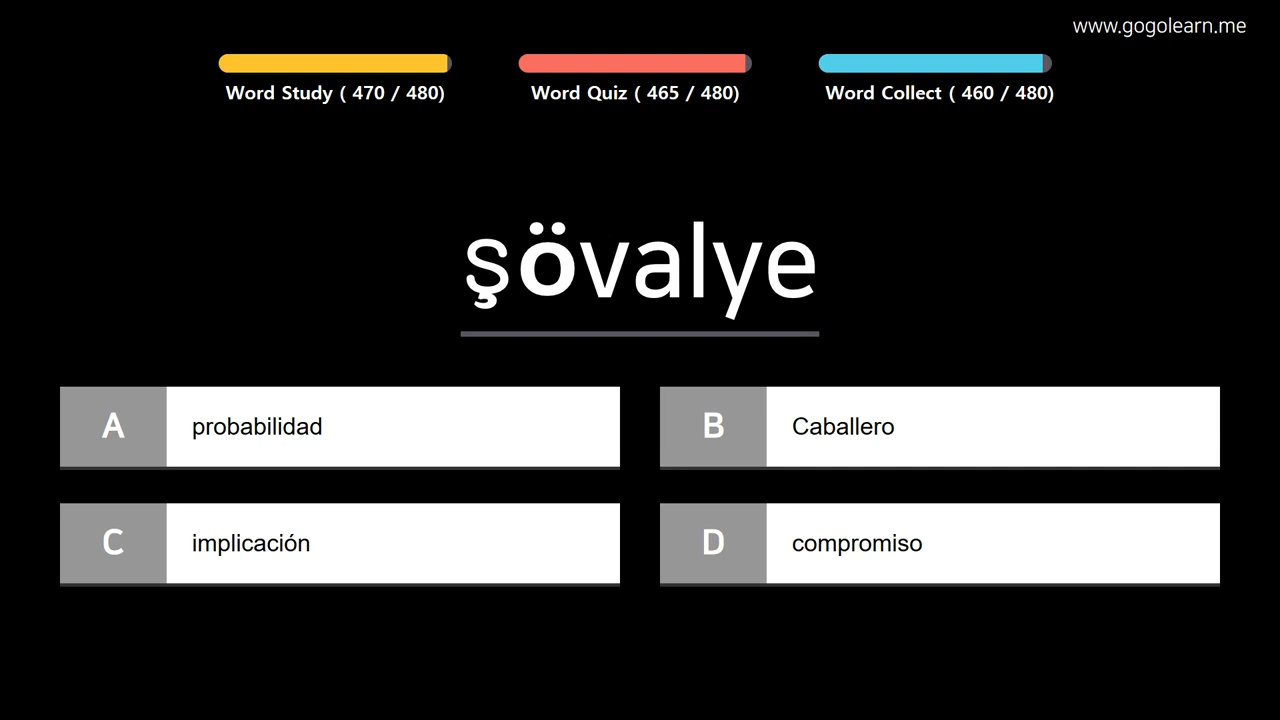 www.gogolearn.me
Word Study ( 470 / 480)
Word Quiz ( 465 / 480)
Word Collect ( 460 / 480)
şövalye
A probabilidad
B Caballero
C implicación
D compromiso